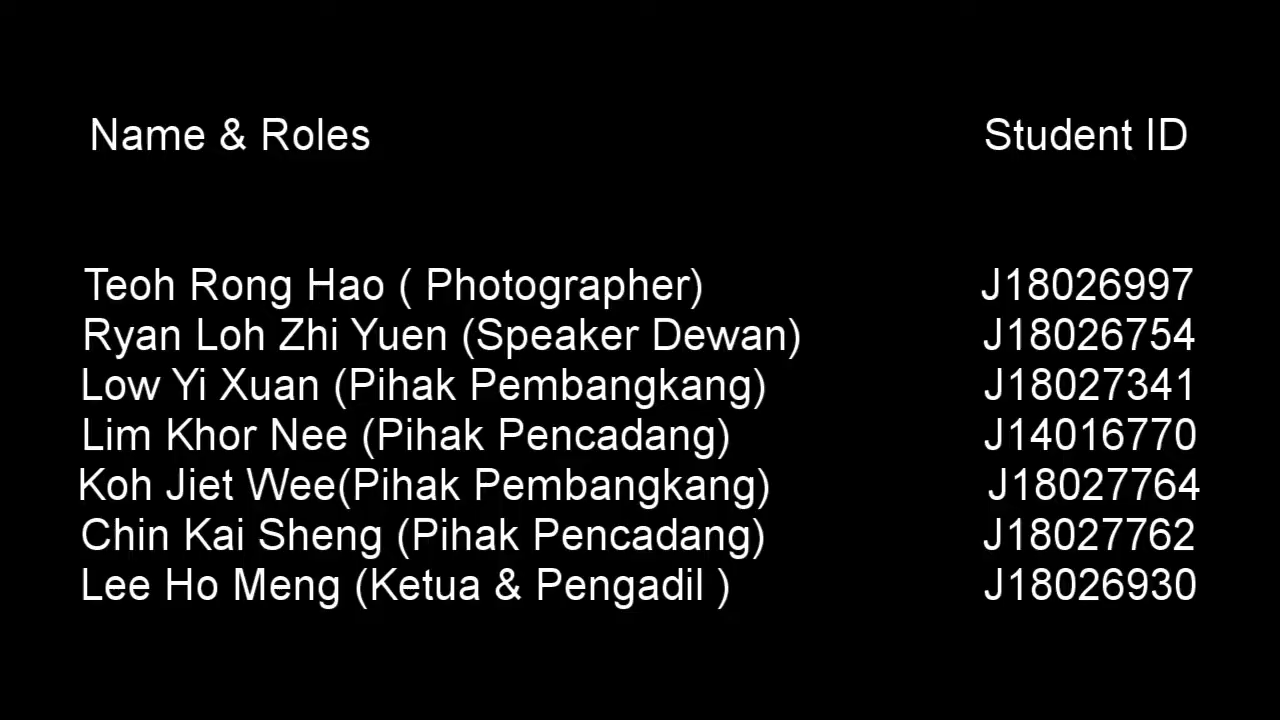 Name & Roles Student ID
Teoh Rong Hao ( Photographer) J18026997
Ryan Loh Zhi Yuen (Speaker Dewan) J18026754
Low Yi Xuan (Pihak Pembangkang) J18027341
Lim Khor Nee (Pihak Pencadang) J14016770
Koh Jiet Wee(Pihak Pembangkang) J18027764
Chin Kai Sheng (Pihak Pencadang) J18027762
Lee Ho Meng (Ketua & Pengadil ) J18026930